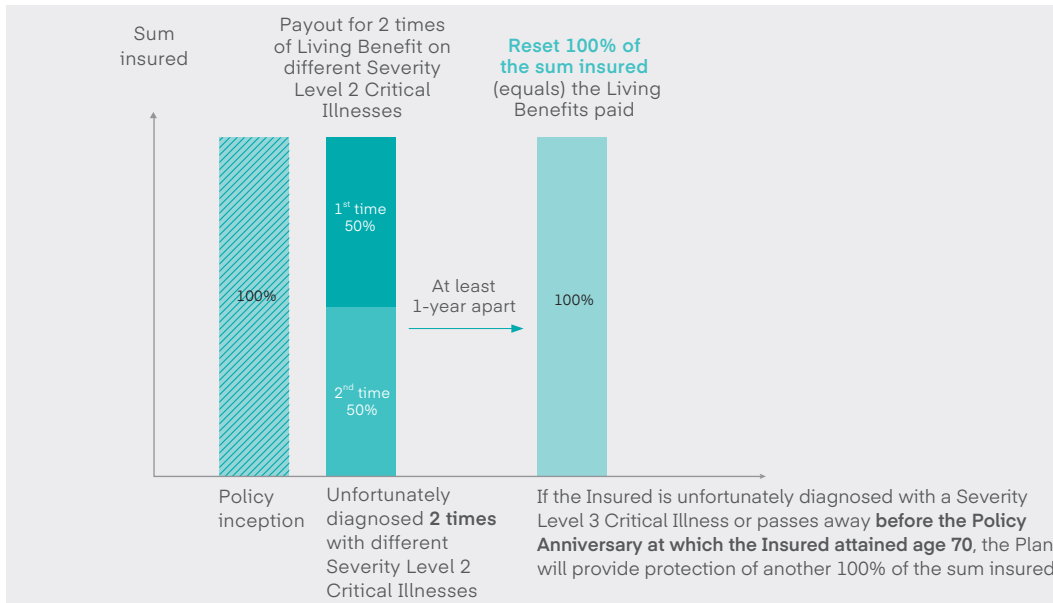 Sum
insured
Payout for 2 times
of Living Benefit on
different Severity
Level 2 Critical
Illnesses
Reset 100% of
the sum insured
(equals) the Living
Benefits paid
100%
1st time
50%
2nd time
50%
At least
1-year apart
100%
Policy
inception
Unfortunately
diagnosed 2 times
with different
Severity Level 2
Critical Illnesses
If the Insured is unfortunately diagnosed with a Severity
Level 3 Critical Illness or passes away before the Policy
Anniversary at which the Insured attained age 70, the Plan
will provide protection of another 100% of the sum insured